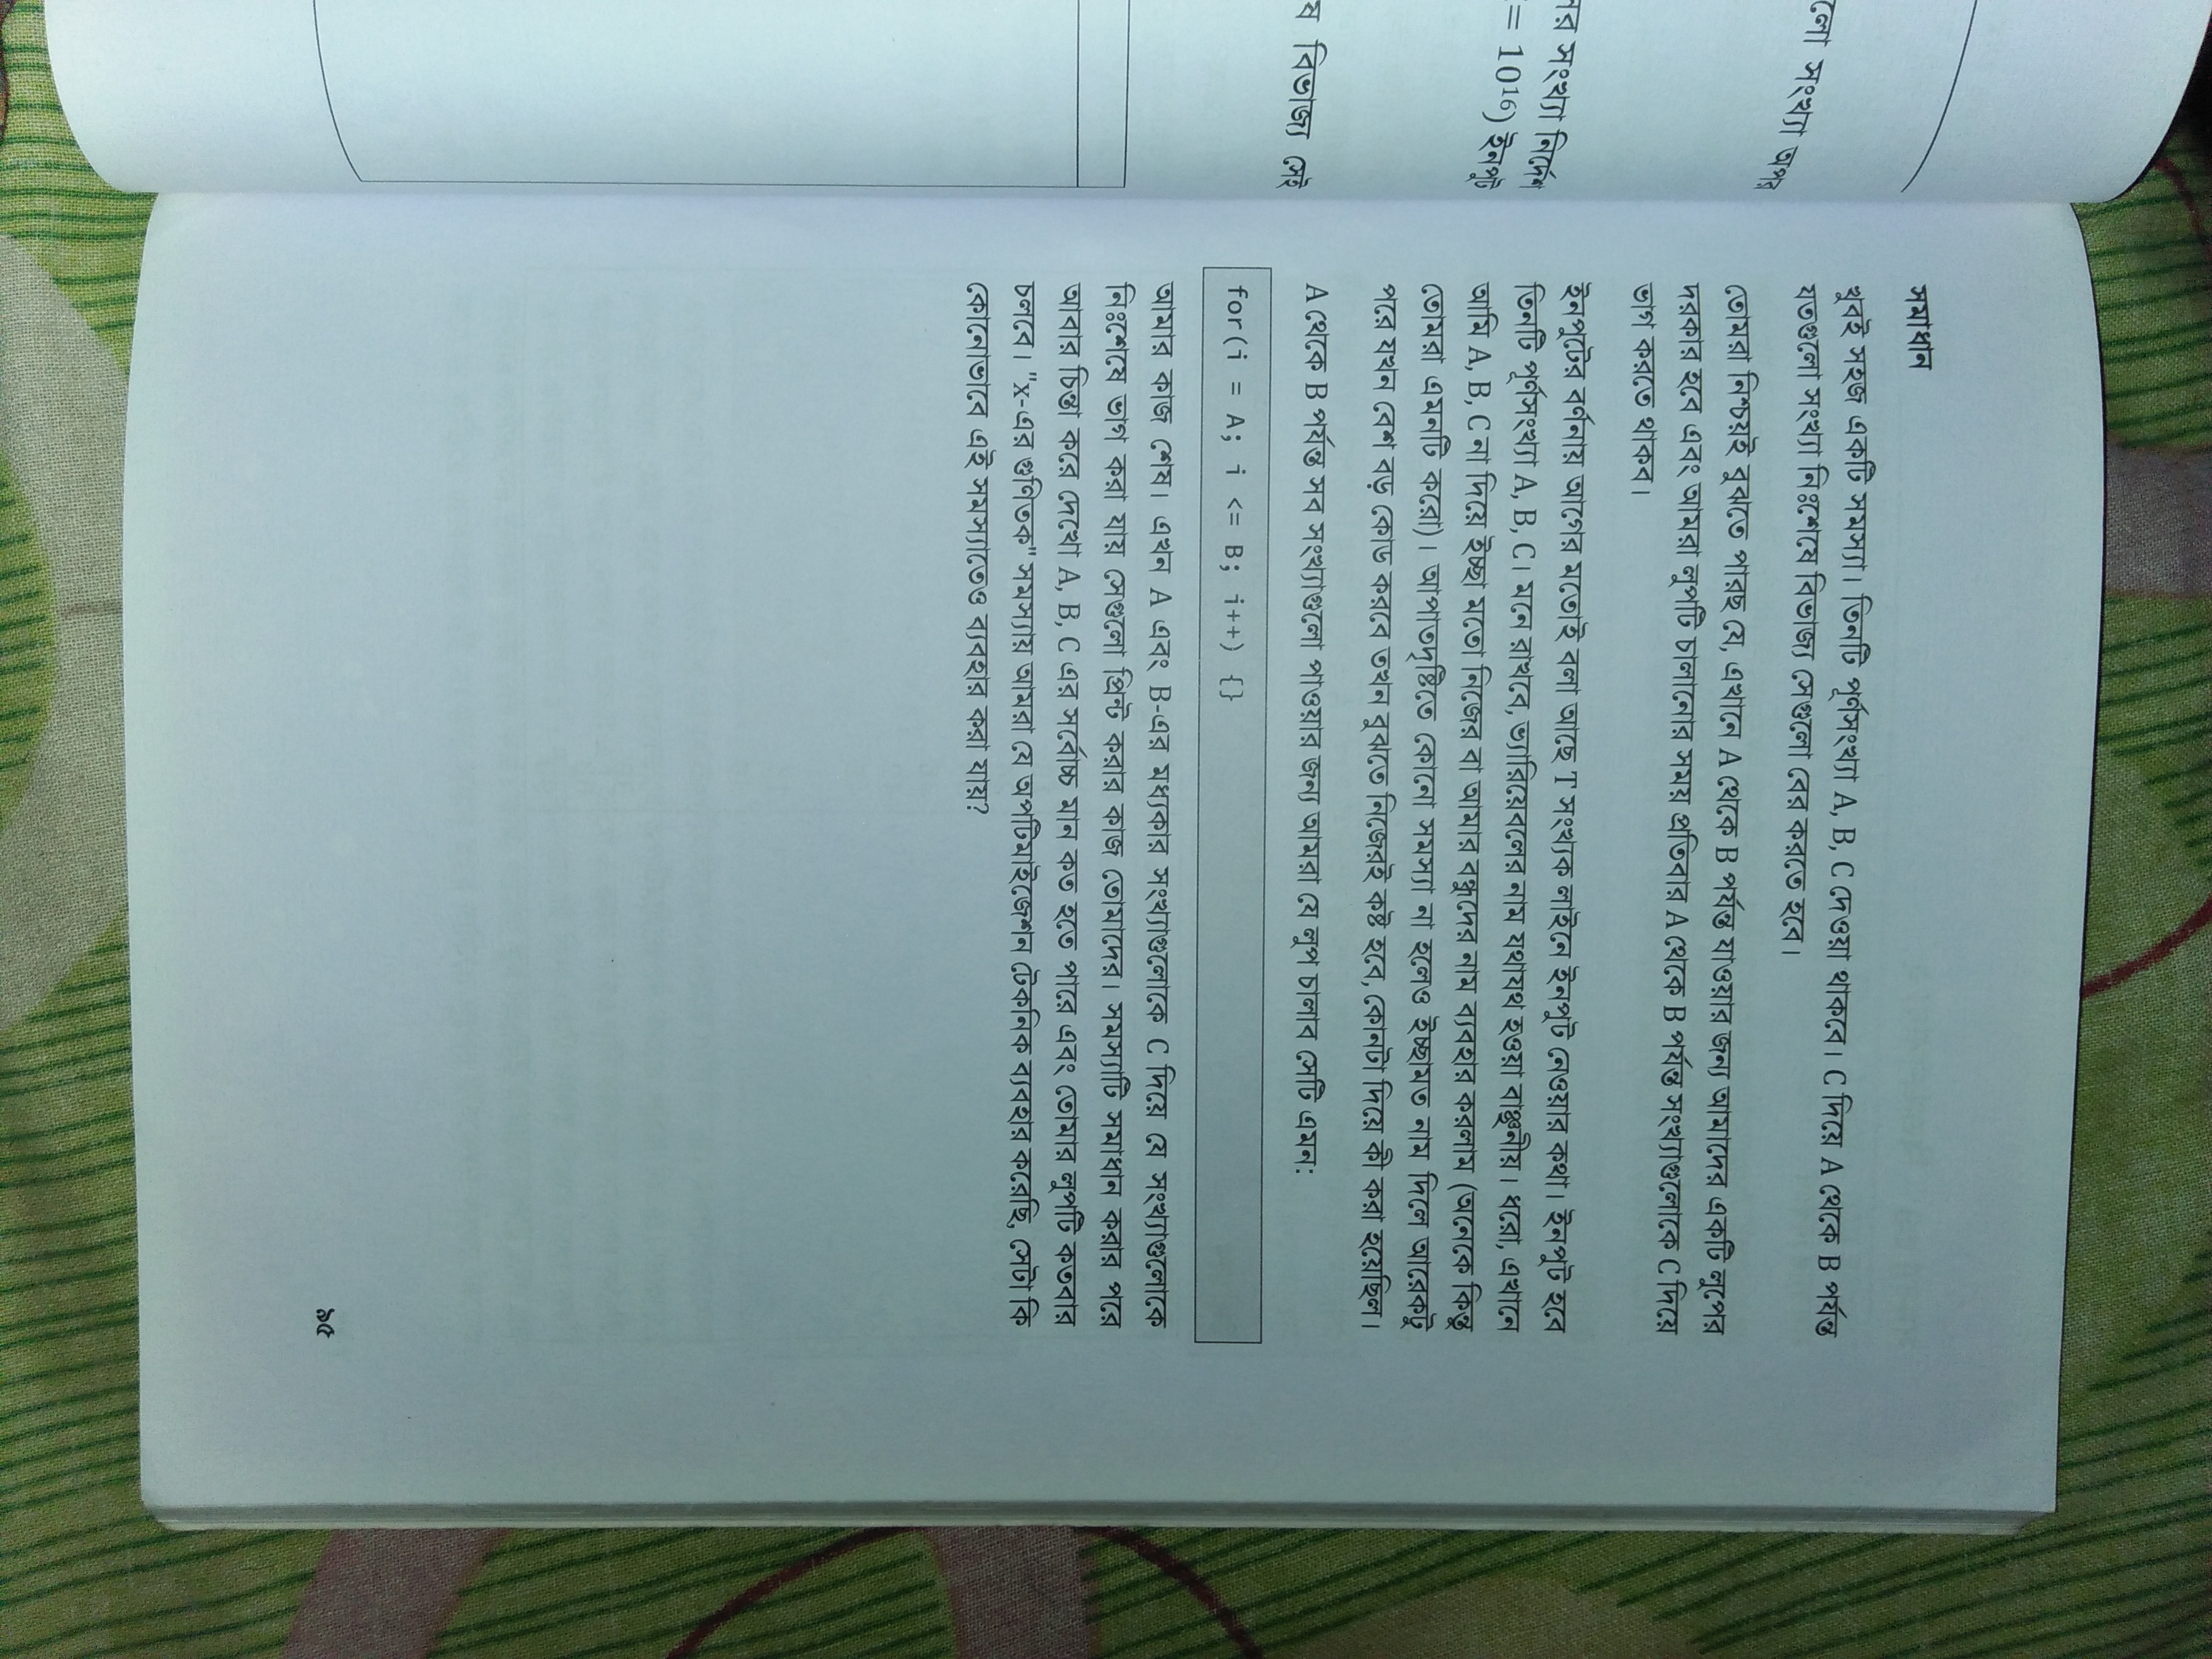 লো সংখ্যা অপর
সংখ্যা নির্দেশ
= 10¹⁶) ইনপুট
বিভাজ্য সেই
সমাধান
খুবই সহজ একটি সমস্যা। তিনটি পূর্ণসংখ্যা A, B, C দেওয়া থাকবে। C দিয়ে A থেকে B পর্যন্ত
যতগুলো সংখ্যা নিঃশেষে বিভাজ্য সেগুলো বের করতে হবে।
তোমরা নিশ্চয়ই বুঝতে পারছ যে, এখানে A থেকে B পর্যন্ত যাওয়ার জন্য আমাদের একটি লুপের
দরকার হবে এবং আমরা লুপটি চালানোর সময় প্রতিবার A থেকে B পর্যন্ত সংখ্যাগুলোকে C দিয়ে
ভাগ করতে থাকব।
ইনপুটের বর্ণনায় আগের মতোই বলা আছে T সংখ্যক লাইনে ইনপুট নেওয়ার কথা। ইনপুট হবে
তিনটি পূর্ণসংখ্যা A, B, C। মনে রাখবে, ভ্যারিয়েবলের নাম যথাযথ হওয়া বাঞ্ছনীয়। ধরো, এখানে
আমি A, B, C না দিয়ে ইচ্ছা মতো নিজের বা আমার বন্ধুদের নাম ব্যবহার করলাম (অনেকে কিন্তু
তোমরা এমনটি করো)। আপাতদৃষ্টিতে কোনো সমস্যা না হলেও ইচ্ছামত নাম দিলে আরেকটু
পরে যখন বেশ বড় কোড করবে তখন বুঝতে নিজেরই কষ্ট হবে, কোনটা দিয়ে কী করা হয়েছিল।
A থেকে B পর্যন্ত সব সংখ্যাগুলো পাওয়ার জন্য আমরা যে লুপ চালাব সেটি এমন:
for(i = A; i <= B; i++) {}
আমার কাজ শেষ। এখন A এবং B-এর মধ্যকার সংখ্যাগুলোকে C দিয়ে যে সংখ্যাগুলোকে
নিঃশেষে ভাগ করা যায় সেগুলো প্রিন্ট করার কাজ তোমাদের। সমস্যাটি সমাধান করার পরে
আবার চিন্তা করে দেখো A, B, C এর সর্বোচ্চ মান কত হতে পারে এবং তোমার লুপটি কতবার
চলবে। "x-এর গুণিতক" সমস্যায় আমরা যে অপটিমাইজেশন টেকনিক ব্যবহার করেছি, সেটা কি
কোনোভাবে এই সমস্যাতেও ব্যবহার করা যায়?
৯৫